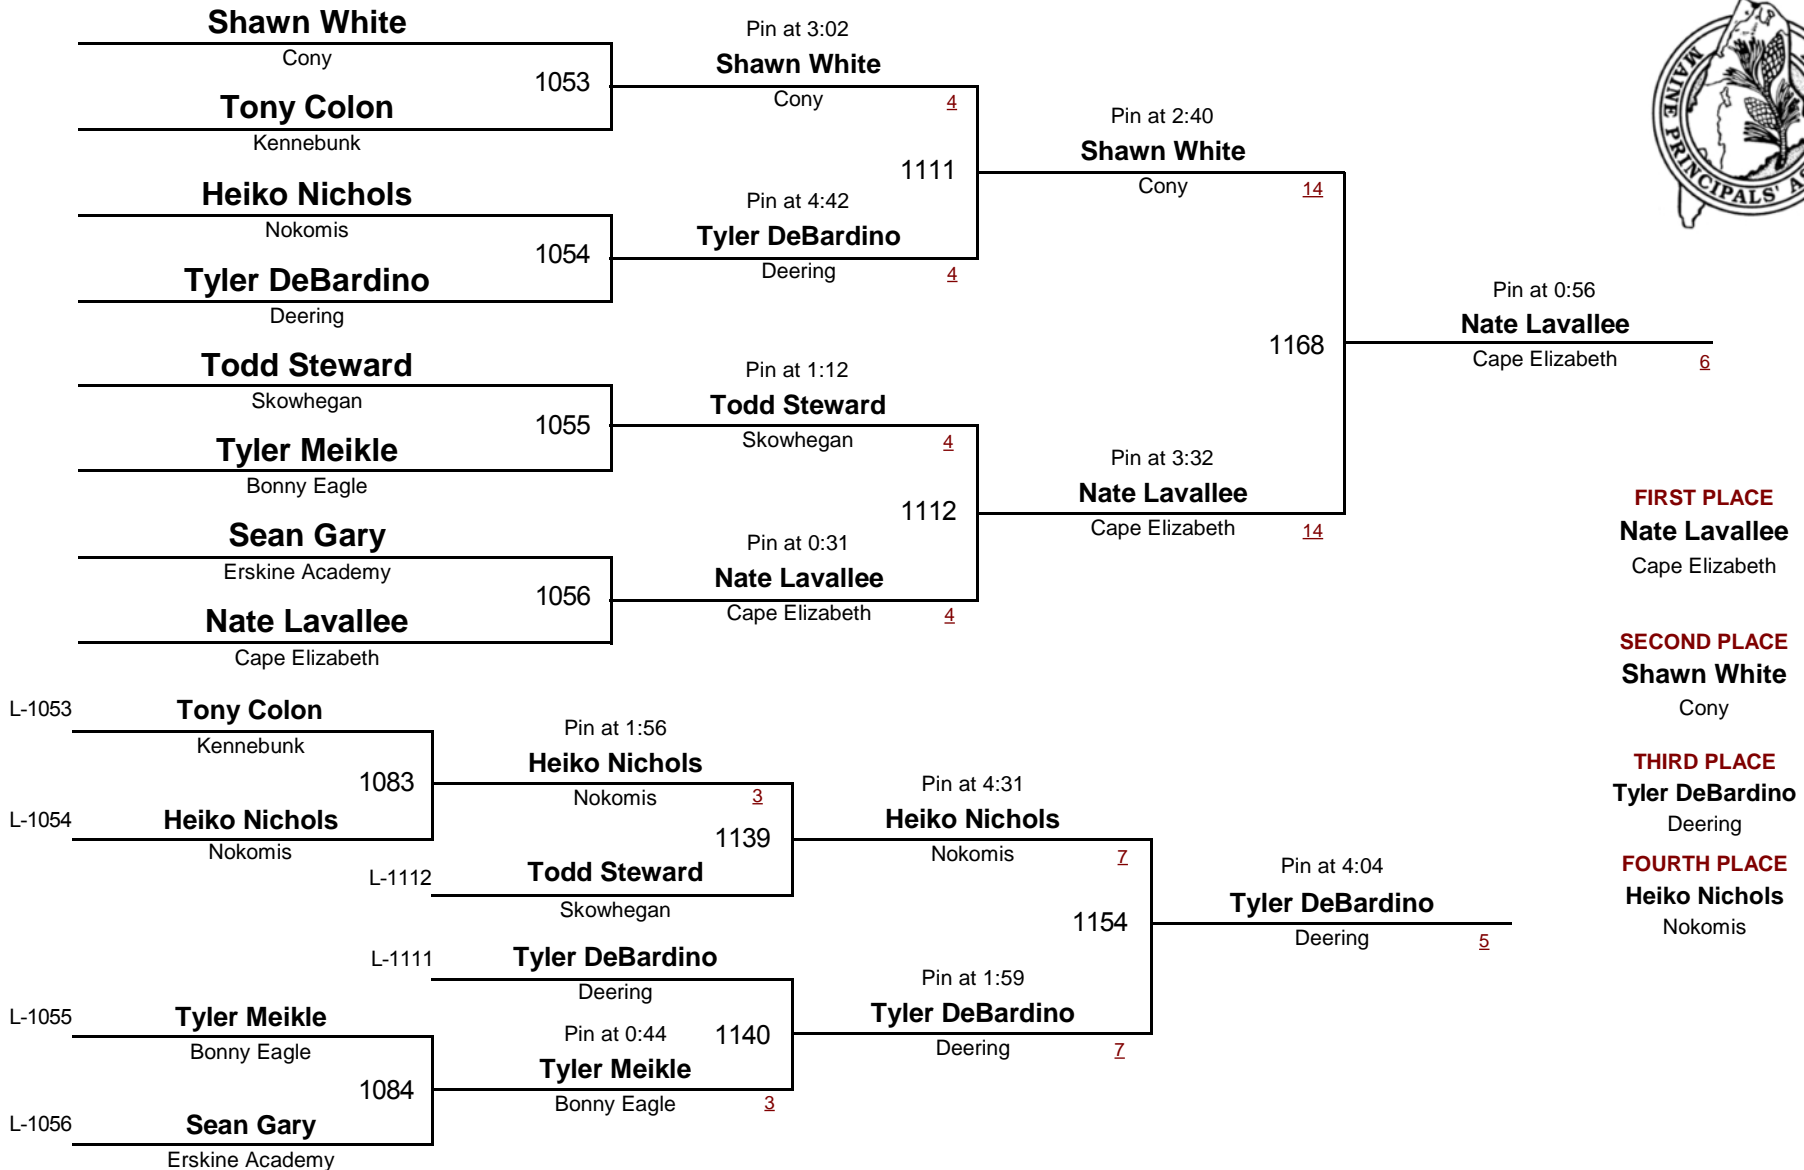 Shawn White
Cony
1053
Tony Colon
Kennebunk
Heiko Nichols
Nokomis
1054
Tyler DeBardino
Deering
Todd Steward
Skowhegan
1055
Tyler Meikle
Bonny Eagle
Sean Gary
Erskine Academy
1056
Nate Lavallee
Cape Elizabeth
Pin at 3:02
Shawn White
Cony 4
1111
Pin at 4:42
Tyler DeBardino
Deering 4
Pin at 1:12
Todd Steward
Skowhegan 4
1112
Pin at 0:31
Nate Lavallee
Cape Elizabeth 4
Pin at 2:40
Shawn White
Cony 14
1168
Pin at 3:32
Nate Lavallee
Cape Elizabeth 14
Pin at 0:56
Nate Lavallee
Cape Elizabeth 6
MAINE PRINCIPALS' AS
FIRST PLACE
Nate Lavallee
Cape Elizabeth
SECOND PLACE
Shawn White
Cony
THIRD PLACE
Tyler DeBardino
Deering
FOURTH PLACE
Heiko Nichols
Nokomis
L-1053 Tony Colon
Kennebunk
1083
L-1054 Heiko Nichols
Nokomis
Pin at 1:56
Heiko Nichols
Nokomis 3
1139
L-1112 Todd Steward
Skowhegan
L-1111 Tyler DeBardino
Deering
1140
L-1055 Tyler Meikle
Bonny Eagle
1084
L-1056 Sean Gary
Erskine Academy
Pin at 0:44
Tyler Meikle
Bonny Eagle 3
Pin at 4:31
Heiko Nichols
Nokomis 7
1154
Pin at 1:59
Tyler DeBardino
Deering 7
Pin at 4:04
Tyler DeBardino
Deering 5